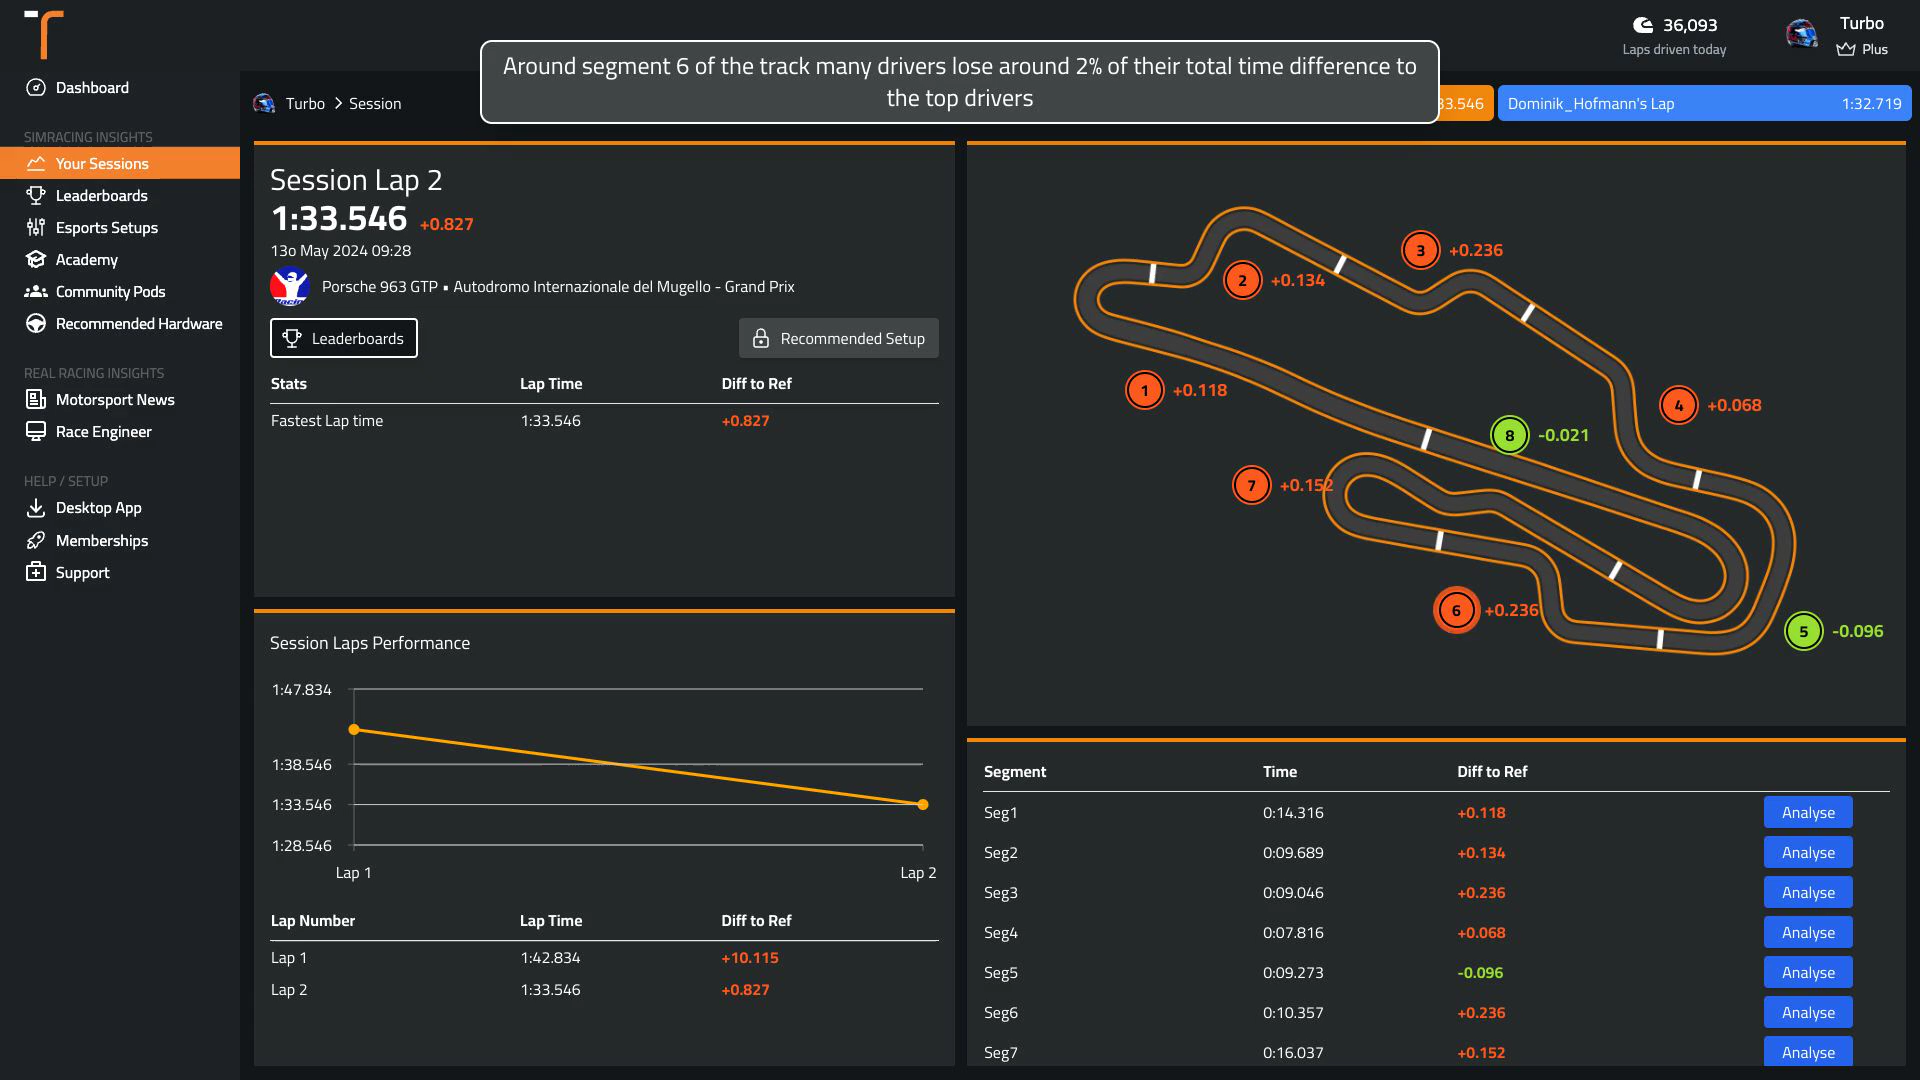 36,093
Laps driven today
Turbo
Plus
Around segment 6 of the track many drivers lose around 2% of their total time difference to
the top drivers
Dashboard
SIMRACING INSIGHTS
Your Sessions
Leaderboards
Esports Setups
Academy
Community Pods
Recommended Hardware
REAL RACING INSIGHTS
Motorsport News
Race Engineer
HELP / SETUP
Desktop App
Memberships
Support
Turbo > Session
33.546
Dominik_Hofmann's Lap 1:32.719
Session Lap 2
1:33.546 +0.827
13o May 2024 09:28
Porsche 963 GTP • Autodromo Internazionale del Mugello - Grand Prix
Leaderboards
Recommended Setup
Stats Lap Time Diff to Ref
Fastest Lap time 1:33.546 +0.827
Session Laps Performance
1:47.834
1:38.546
1:33.546
1:28.546
Lap 1 Lap 2
Lap Number Lap Time Diff to Ref
Lap 1 1:42.834 +10.115
Lap 2 1:33.546 +0.827
3 +0.236
2 +0.134
1 +0.118
4 +0.068
8 -0.021
7 +0.152
6 +0.236
5 -0.096
Segment Time Diff to Ref
Seg1 0:14.316 +0.118 Analyse
Seg2 0:09.689 +0.134 Analyse
Seg3 0:09.046 +0.236 Analyse
Seg4 0:07.816 +0.068 Analyse
Seg5 0:09.273 -0.096 Analyse
Seg6 0:10.357 +0.236 Analyse
Seg7 0:16.037 +0.152 Analyse